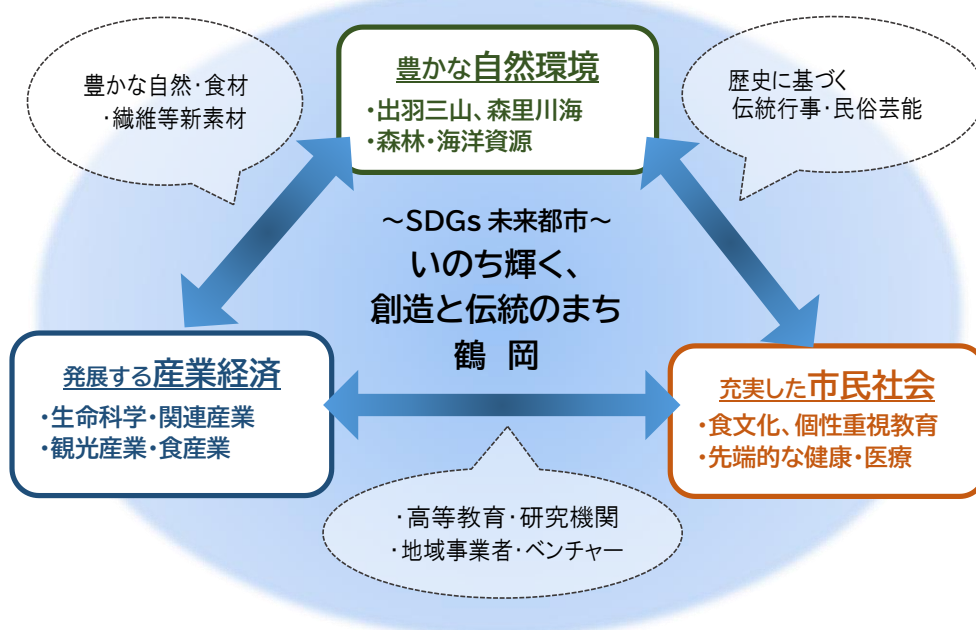 豊かな自然・食材
・繊維等新素材
豊かな自然環境
・出羽三山、森里川海
・森林・海洋資源
歴史に基づく
伝統行事・民俗芸能
～SDGs 未来都市～
いのち輝く、
創造と伝統のまち
鶴 岡
発展する産業経済
・生命科学・関連産業
・観光産業・食産業
充実した市民社会
・食文化、個性重視教育
・先端的な健康・医療
・高等教育・研究機関
・地域事業者・ベンチャー